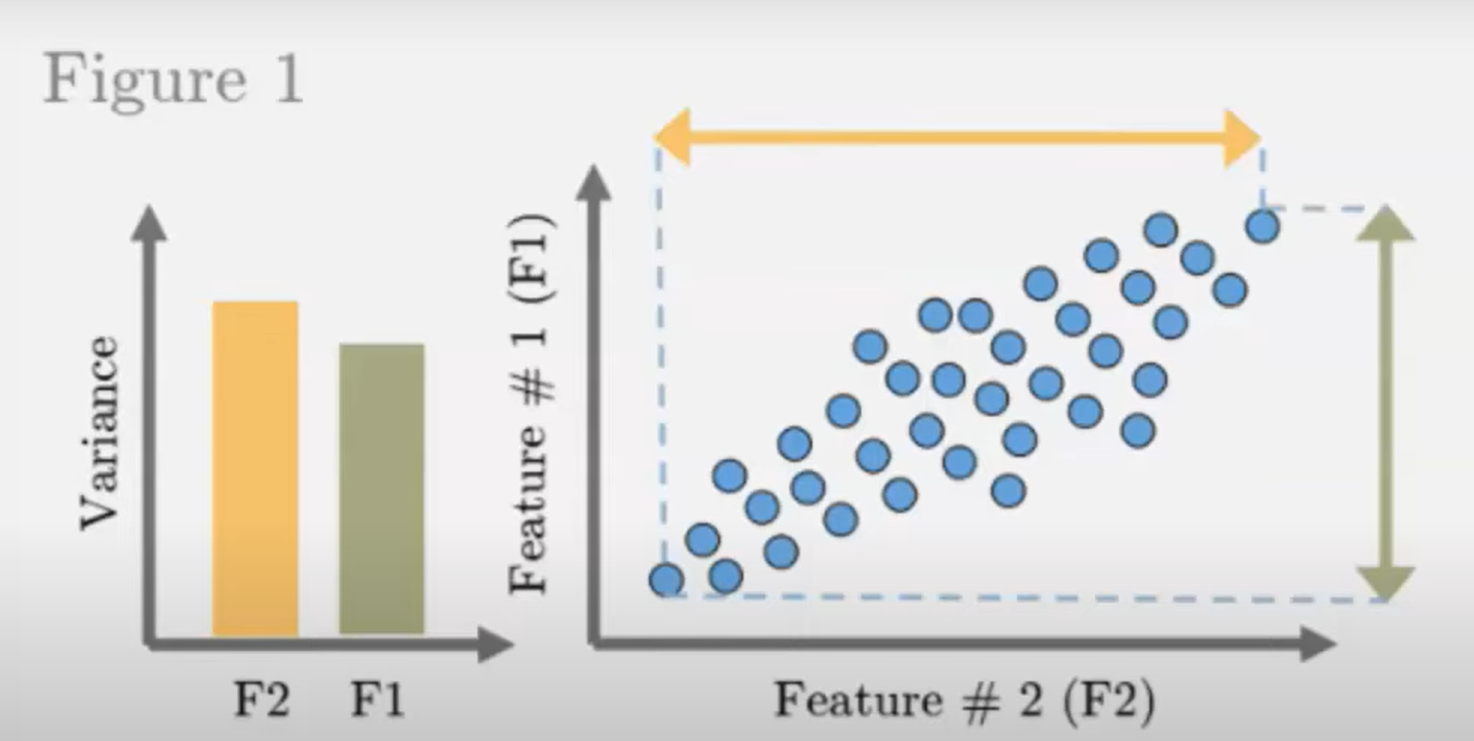 Figure 1
Variance
F2 F1
Feature # 1 (F1)
Feature # 2 (F2)